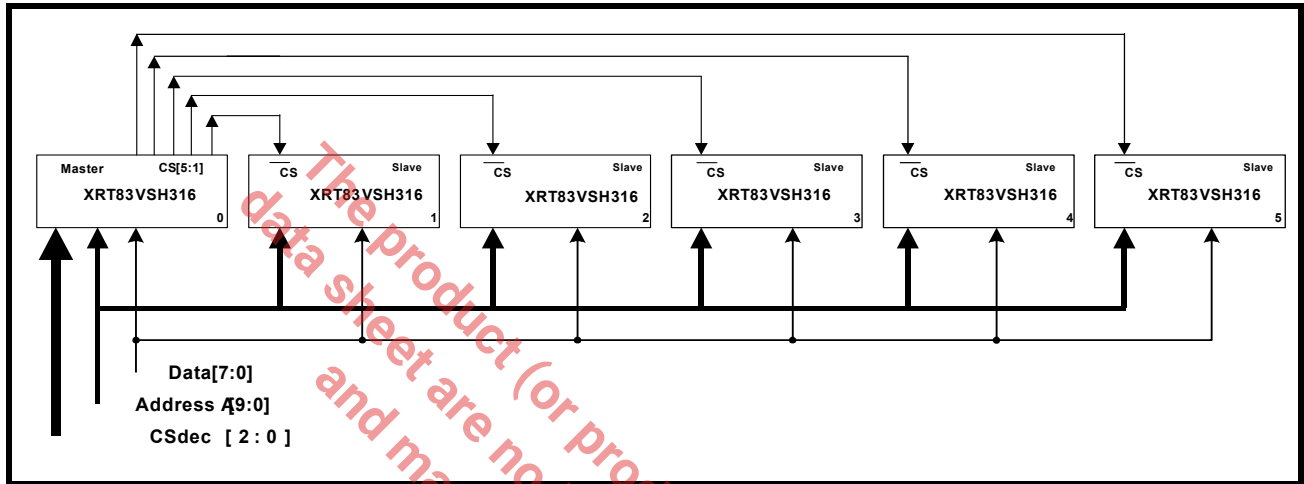 Master CS[5:1]
XRT83VSH316
0
CS Slave
XRT83VSH316
1
CS Slave
XRT83VSH316
2
CS Slave
XRT83VSH316
3
CS Slave
XRT83VSH316
4
CS Slave
XRT83VSH316
5
Data[7:0]
Address A[9:0]
CSdec [ 2 : 0 ]
The product (or prod
data sheet are no
and ma